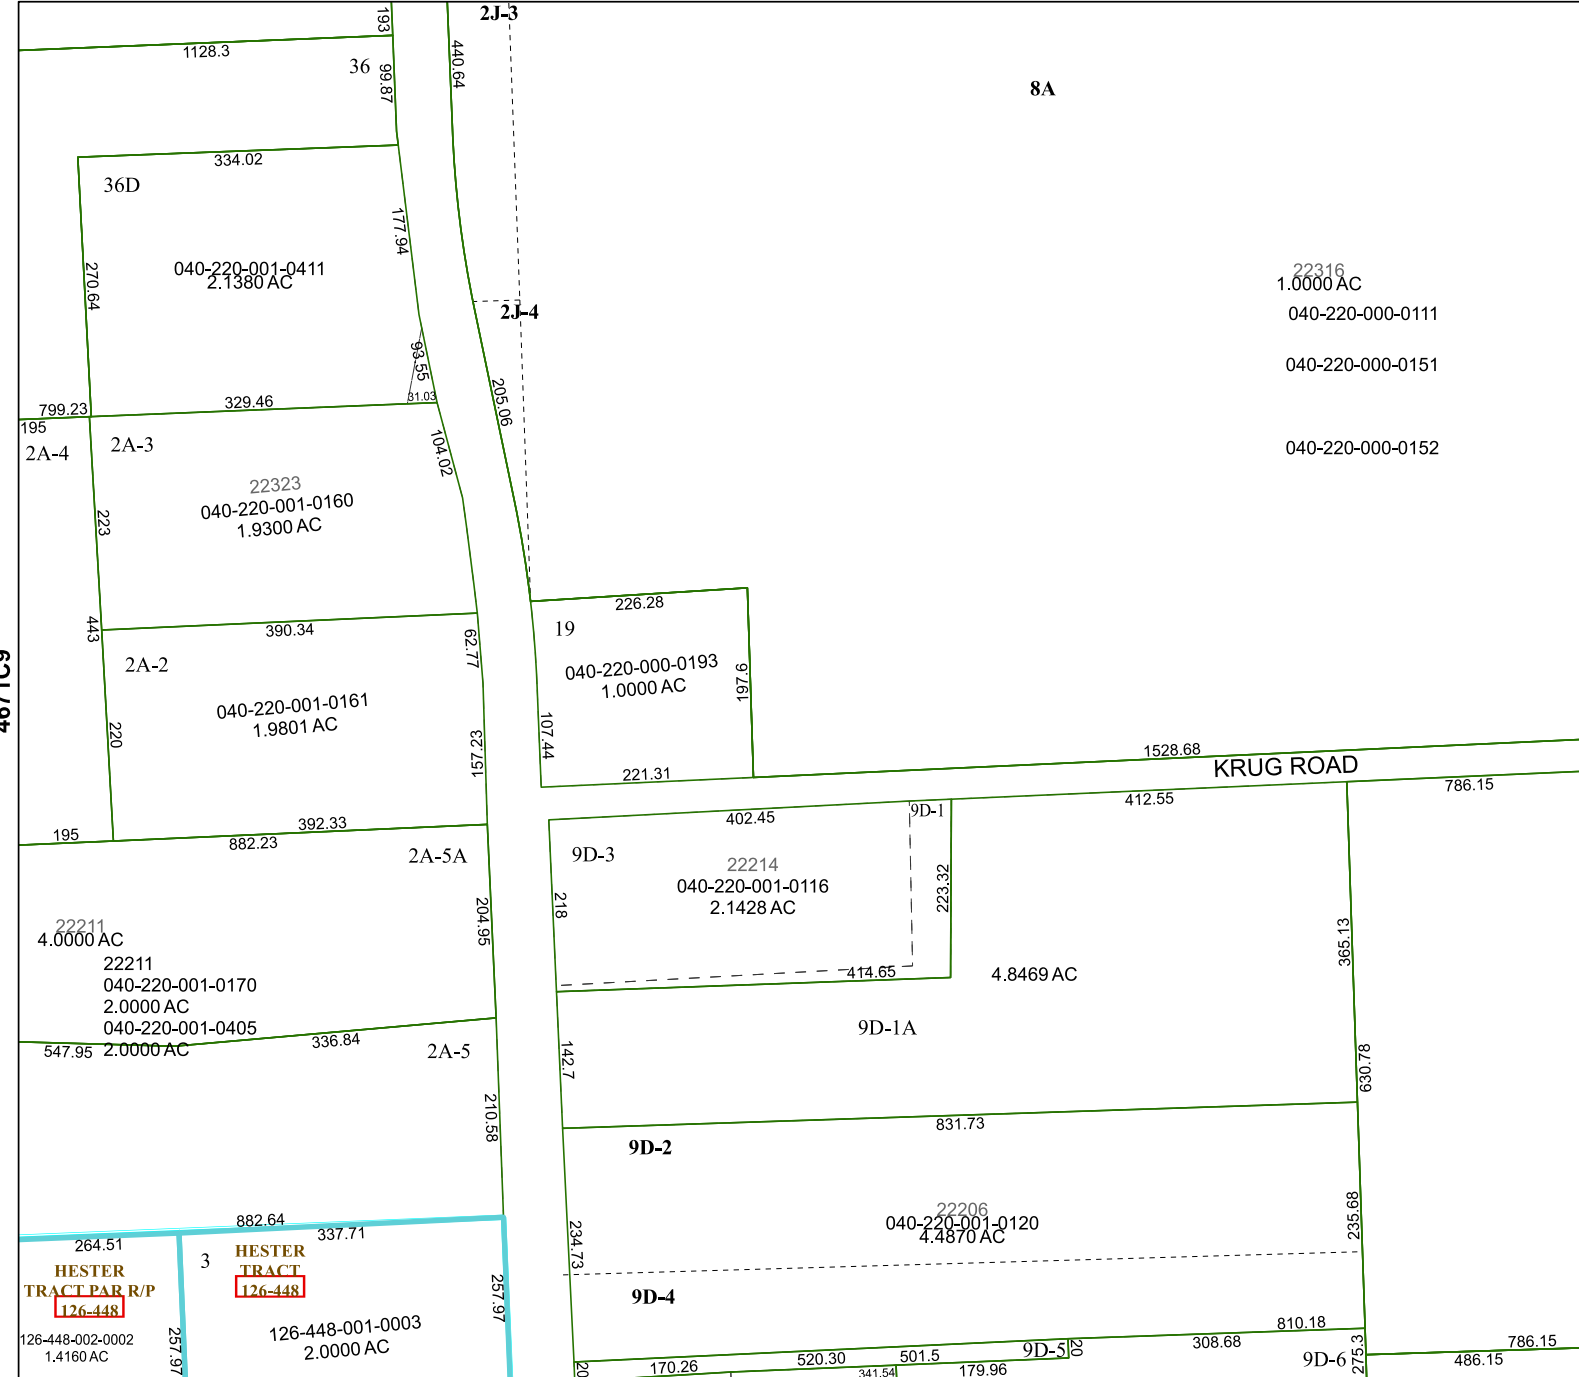 193
2J-3
1128.3
36
99.87
440.64
8A
334.02
36D
177.94
040-220-001-0411
2.1380 AC
270.64
22316
1.0000 AC
040-220-000-0111
2J-4
040-220-000-0151
93.55
205.06
31.03
329.46
799.23
195
2A-4
2A-3
104.02
040-220-000-0152
22323
040-220-001-0160
1.9300 AC
223
443
390.34
62.77
226.28
19
2A-2
040-220-000-0193
1.0000 AC
197.6
040-220-001-0161
1.9801 AC
220
157.23
107.44
221.31
1528.68
KRUG ROAD
786.15
412.55
402.45
9D-1
392.33
195
882.23
2A-5A
9D-3
22214
040-220-001-0116
2.1428 AC
218
223.32
204.95
365.13
22211
4.0000 AC
22211
040-220-001-0170
2.0000 AC
040-220-001-0405
2.0000 AC
414.65
4.8469 AC
9D-1A
547.95
336.84
2A-5
142.7
630.78
210.58
831.73
9D-2
22206
040-220-001-0120
4.4870 AC
235.68
234.73
882.64
337.71
264.51
3
HESTER
TRACT
126-448
HESTER
TRACT PAR R/P
126-448
257.97
9D-4
126-448-001-0003
2.0000 AC
126-448-002-0002
1.4160 AC
257.97
810.18
308.68
9D-5
20
501.5
520.30
170.26
20
341.54
179.96
9D-6
275.3
786.15
486.15